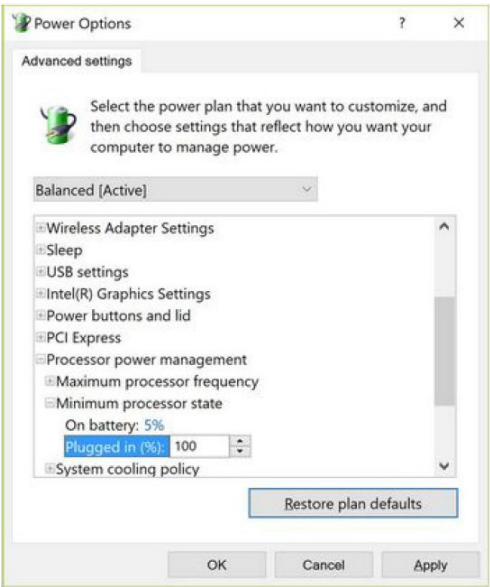 Power Options
Advanced settings
Select the power plan that you want to customize, and
then choose settings that reflect how you want your
computer to manage power.
Balanced [Active]
Wireless Adapter Settings
Sleep
USB settings
Intel(R) Graphics Settings
Power buttons and lid
PCI Express
Processor power management
Maximum processor frequency
Minimum processor state
On battery: 5%
Plugged in (%): 100
System cooling policy
Restore plan defaults
OK Cancel Apply